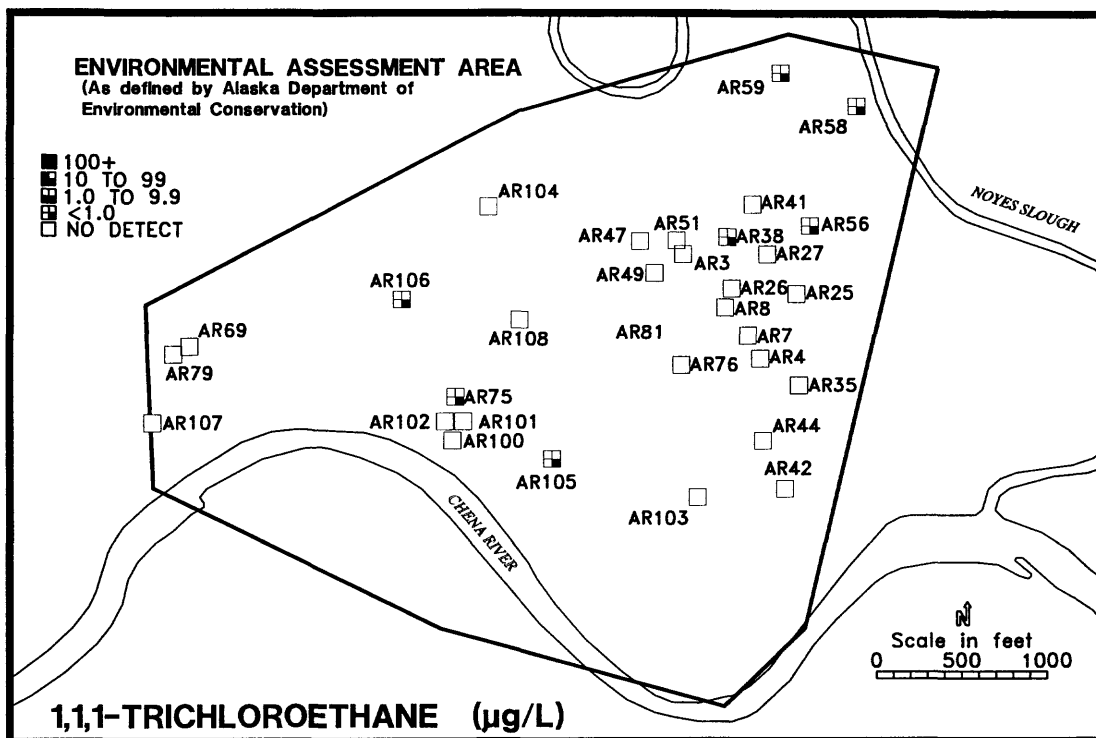 ENVIRONMENTAL ASSESSMENT AREA
(As defined by Alaska Department of
Environmental Conservation)
100+
10 TO 99
1.0 TO 9.9
<1.0
NO DETECT
AR59
AR58
NOYES SLOUGH
AR104
AR41
AR47
AR51
AR38
AR56
AR3
AR27
AR49
AR106
AR26
AR25
AR8
AR108
AR81
AR7
AR69
AR79
AR76
AR4
AR35
AR75
AR107
AR102
AR101
AR100
AR44
AR105
AR42
AR103
CHENA RIVER
N
Scale in feet
0 500 1000
1,1,1-TRICHLOROETHANE (µg/L)